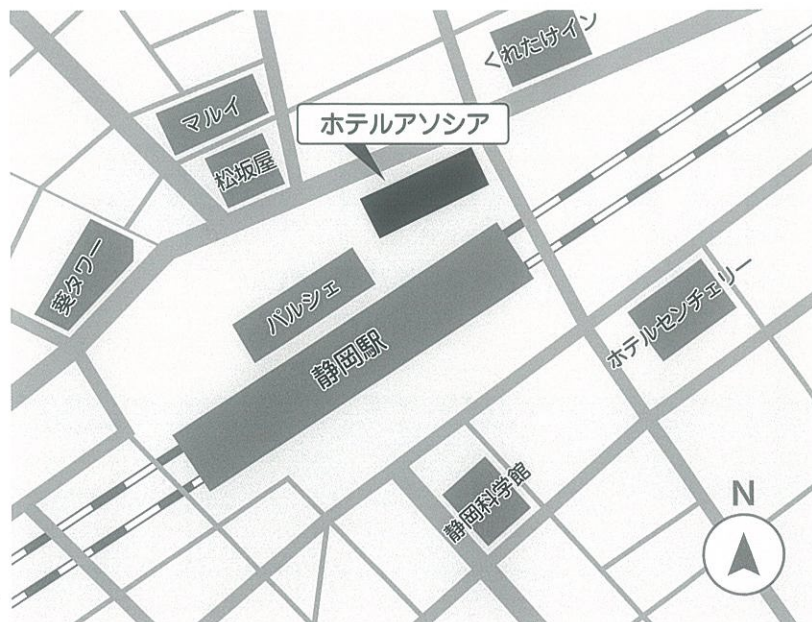 くれたけイン
マルイ
ホテルアソシア
松坂屋
葵タワー
パルシェ
ホテルセンチェリー
静岡駅
静岡科学館
N